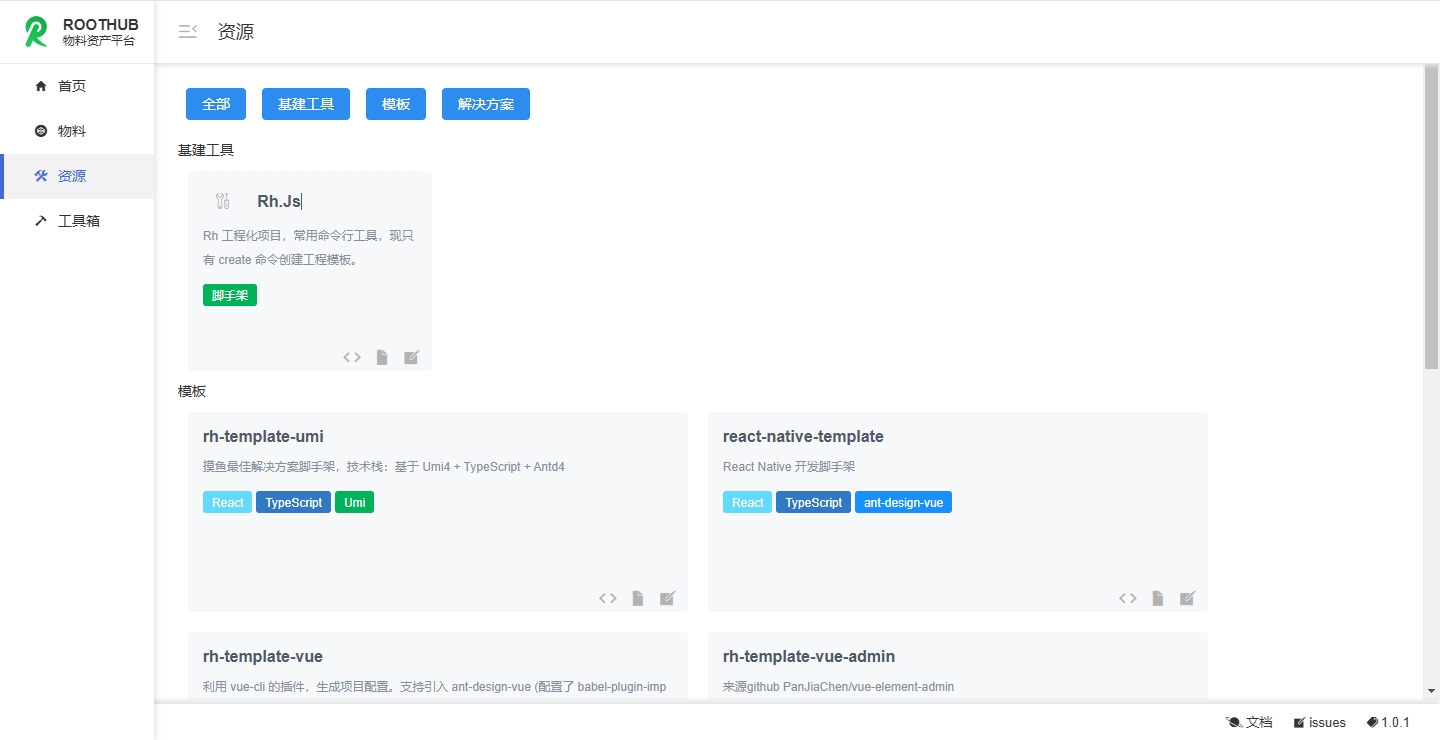 ROOTHUB
物料资产平台
资源
首页
物料
资源
工具箱
全部
基建工具
模板
解决方案
基建工具
Rh.Js
Rh 工程化项目，常用命令行工具，现只
有 create 命令创建工程模板。
脚手架
模板
rh-template-umi
摸鱼最佳解决方案脚手架，技术栈：基于 Umi4 + TypeScript + Antd4
React TypeScript Umi
react-native-template
React Native 开发脚手架
React TypeScript ant-design-vue
rh-template-vue
利用 vue-cli 的插件，生成项目配置。支持引入 ant-design-vue (配置了 babel-plugin-imp
rh-template-vue-admin
来源github PanJiaChen/vue-element-admin
文档 issues 1.0.1